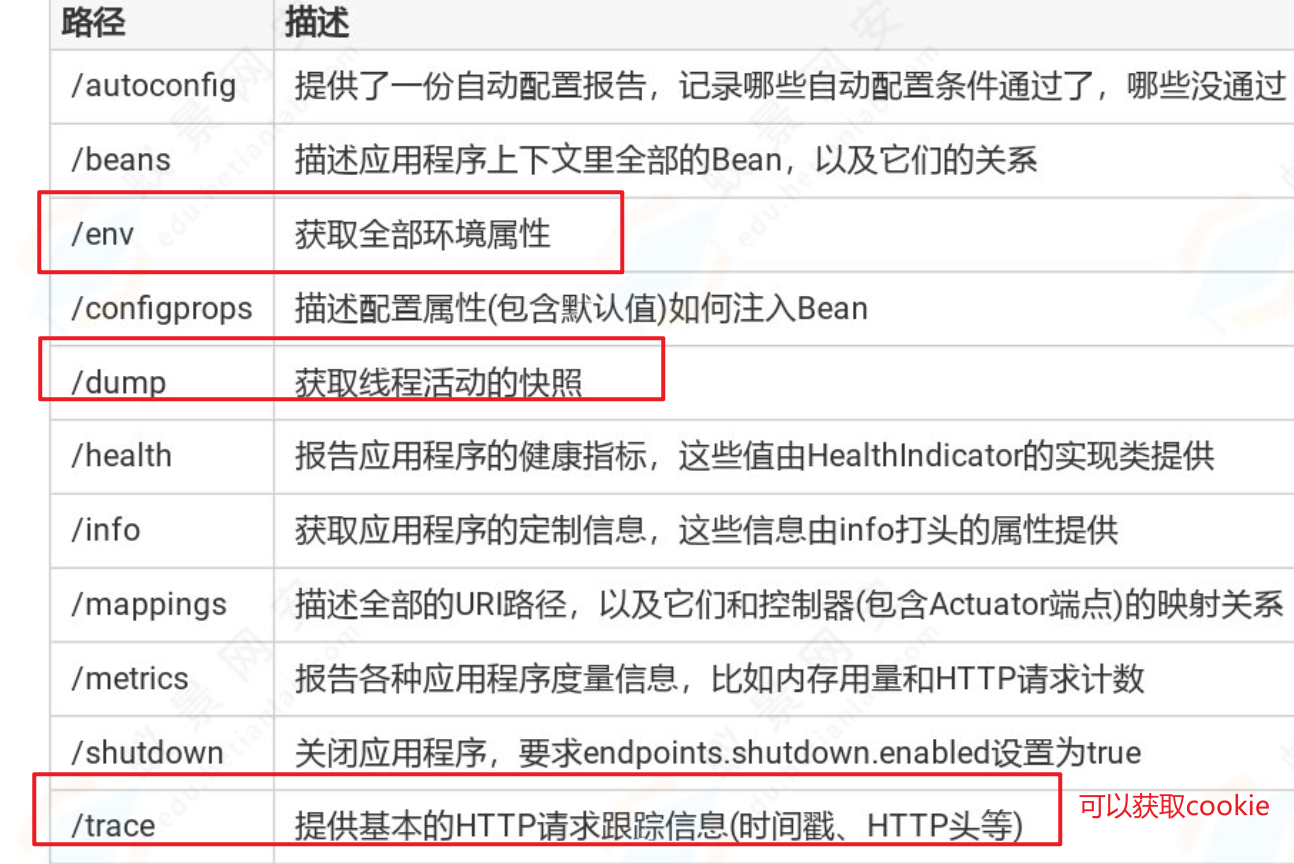 路径 描述
/autoconfig 提供了一份自动配置报告，记录哪些自动配置条件通过了，哪些没通过
/beans 描述应用程序上下文里全部的Bean，以及它们的关系
/env 获取全部环境属性
/configprops 描述配置属性(包含默认值)如何注入Bean
/dump 获取线程活动的快照
/health 报告应用程序的健康指标，这些值由HealthIndicator的实现类提供
/info 获取应用程序的定制信息，这些信息由info打头的属性提供
/mappings 描述全部的URI路径，以及它们和控制器(包含Actuator端点)的映射关系
/metrics 报告各种应用程序度量信息，比如内存用量和HTTP请求计数
/shutdown 关闭应用程序，要求endpoints.shutdown.enabled设置为true
/trace 提供基本的HTTP请求跟踪信息(时间戳、HTTP头等) 可以获取cookie